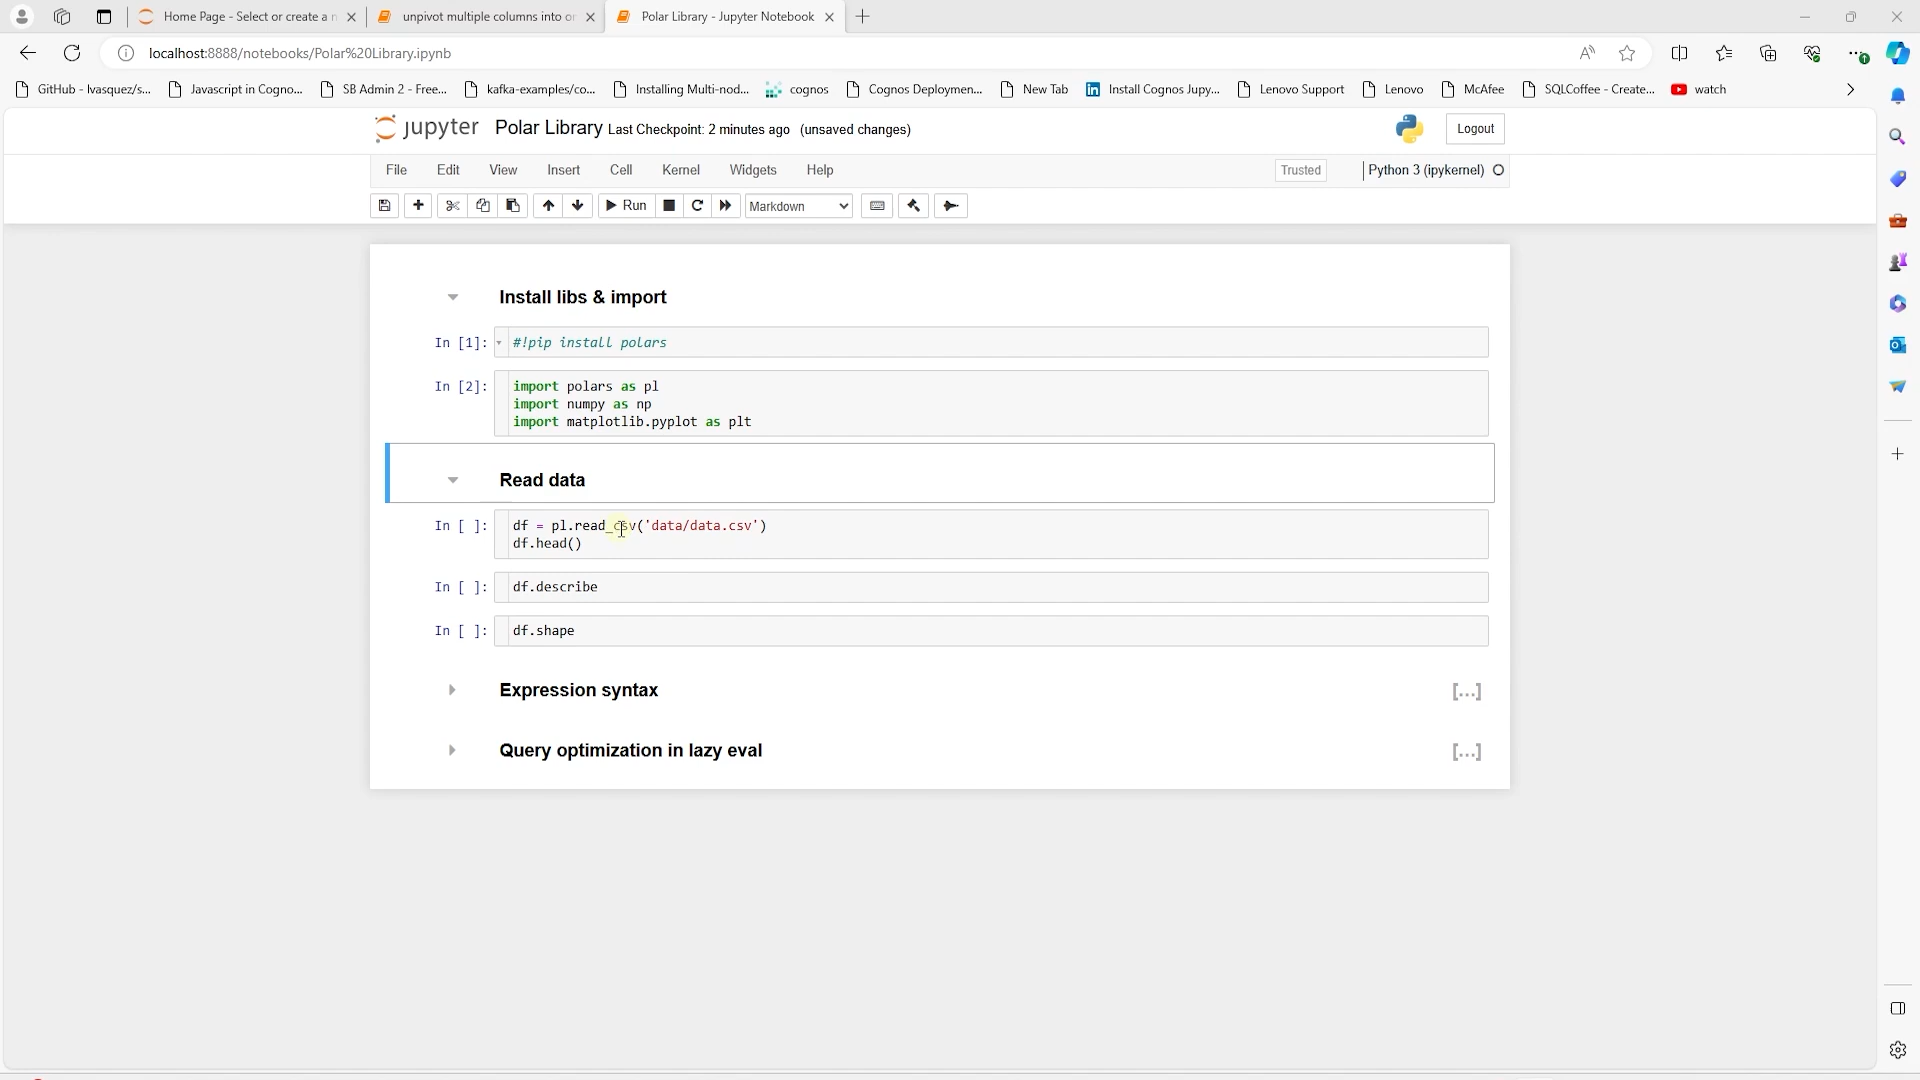 Home Page - Select or create a n
unpivot multiple columns into or
Polar Library - Jupyter Notebook
localhost:8888/notebooks/Polar%20Library.ipynb
GitHub - lvasquez/s...
Javascript in Cogno...
SB Admin 2 - Free...
kafka-examples/co...
Installing Multi-nod...
cognos
Cognos Deploymen...
New Tab
Install Cognos Jupy...
Lenovo Support
Lenovo
McAfee
SQLCoffee - Create...
watch
jupyter Polar Library Last Checkpoint: 2 minutes ago (unsaved changes)
Logout
File Edit View Insert Cell Kernel Widgets Help
Trusted
Python 3 (ipykernel)
Run
Markdown
Install libs & import
In [1]: #!pip install polars
In [2]: import polars as pl
import numpy as np
import matplotlib.pyplot as plt
Read data
In [ ]: df = pl.read_csv('data/data.csv')
df.head()
In [ ]: df.describe
In [ ]: df.shape
Expression syntax [...]
Query optimization in lazy eval [...]